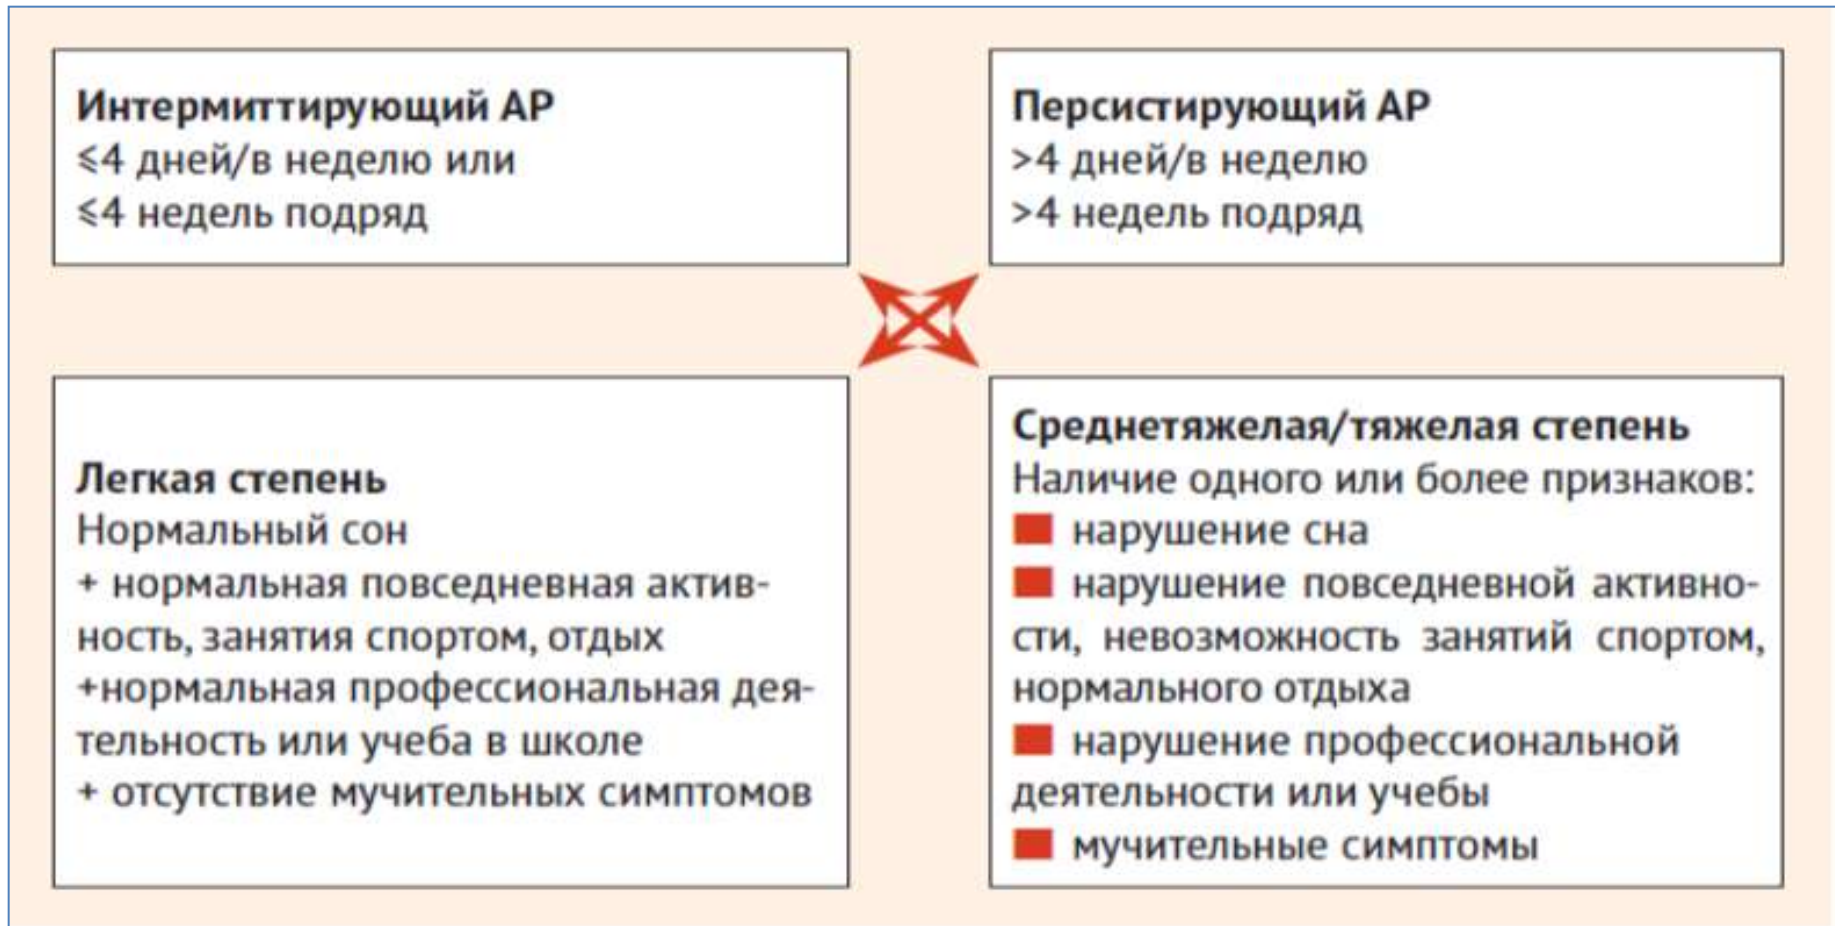 Интермиттирующий АР
≤4 дней/в неделю или
≤4 недель подряд
Персистирующий АР
>4 дней/в неделю
>4 недель подряд
Легкая степень
Нормальный сон
+ нормальная повседневная актив-
ность, занятия спортом, отдых
+нормальная профессиональная дея-
тельность или учеба в школе
+ отсутствие мучительных симптомов
Среднетяжелая/тяжелая степень
Наличие одного или более признаков:
нарушение сна
нарушение повседневной активно-
сти, невозможность занятий спортом,
нормального отдыха
нарушение профессиональной
деятельности или учебы
мучительные симптомы